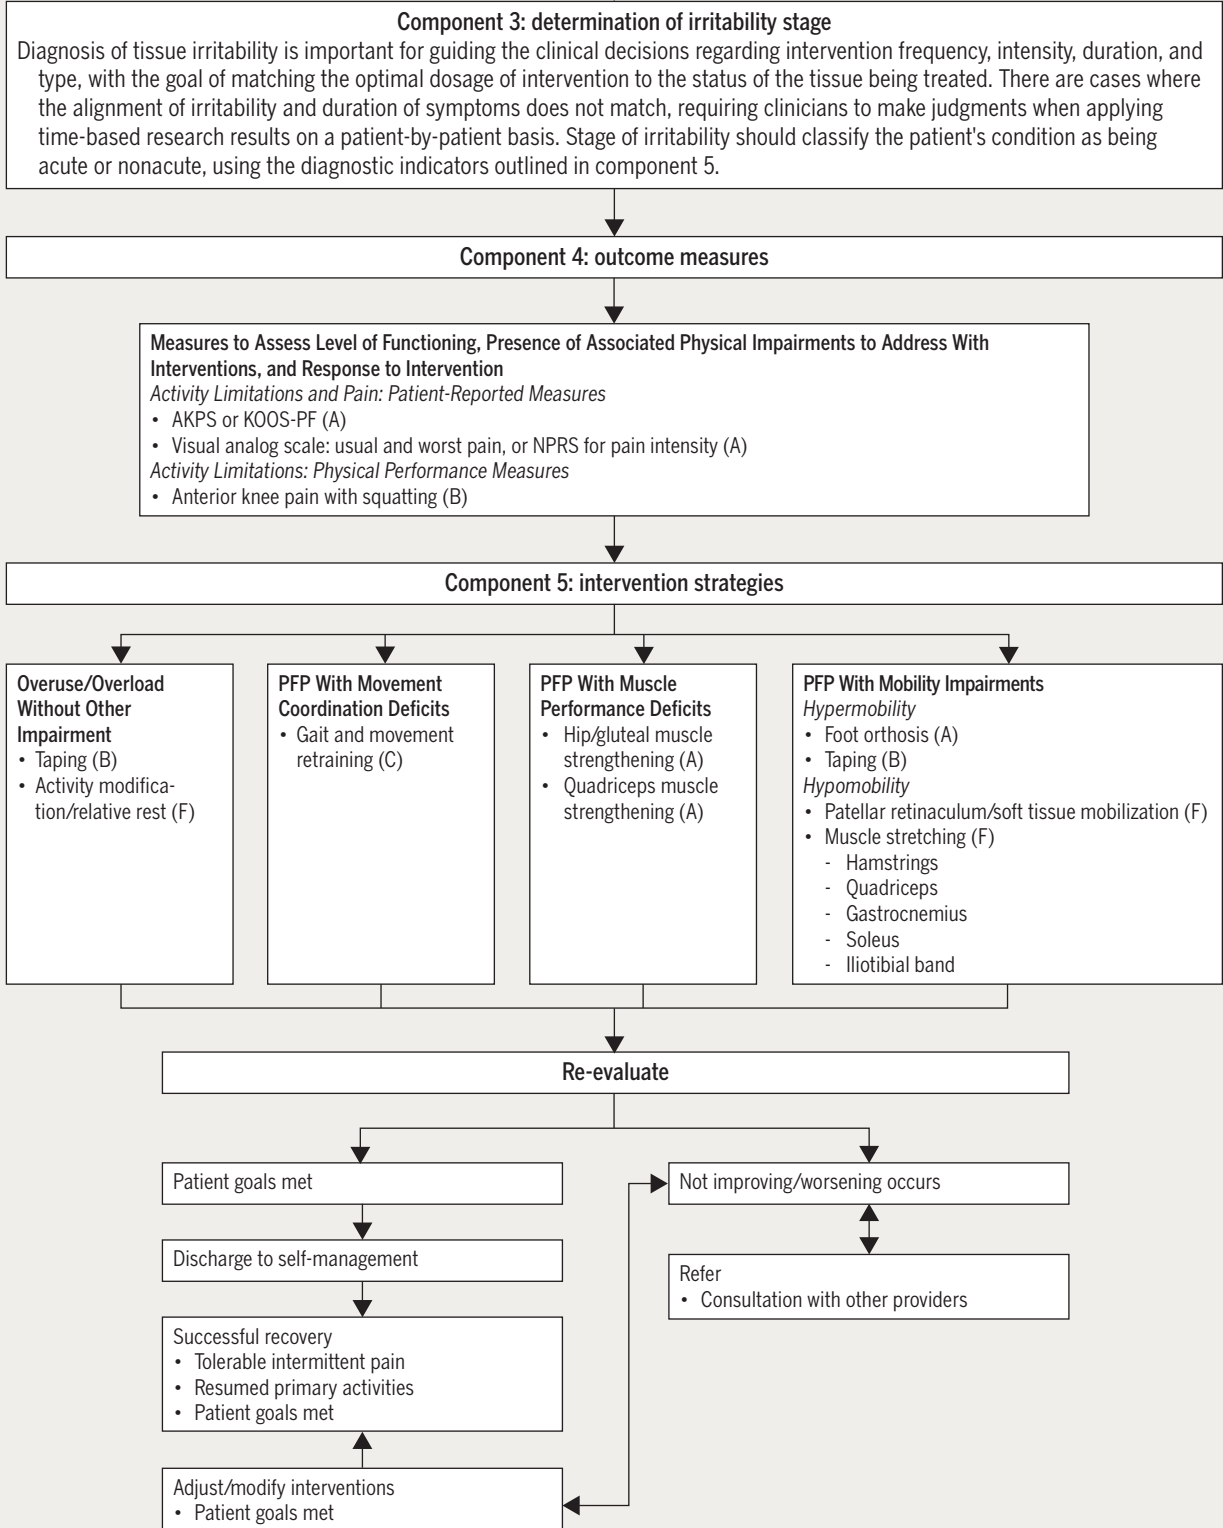 Component 3: determination of irritability stage
Diagnosis of tissue irritability is important for guiding the clinical decisions regarding intervention frequency, intensity, duration, and
type, with the goal of matching the optimal dosage of intervention to the status of the tissue being treated. There are cases where
the alignment of irritability and duration of symptoms does not match, requiring clinicians to make judgments when applying
time-based research results on a patient-by-patient basis. Stage of irritability should classify the patient's condition as being
acute or nonacute, using the diagnostic indicators outlined in component 5.
Component 4: outcome measures
Measures to Assess Level of Functioning, Presence of Associated Physical Impairments to Address With
Interventions, and Response to Intervention
Activity Limitations and Pain: Patient-Reported Measures
• AKPS or KOOS-PF (A)
• Visual analog scale: usual and worst pain, or NPRS for pain intensity (A)
Activity Limitations: Physical Performance Measures
• Anterior knee pain with squatting (B)
Component 5: intervention strategies
Overuse/Overload
Without Other
Impairment
• Taping (B)
• Activity modifica-
tion/relative rest (F)
PFP With Movement
Coordination Deficits
• Gait and movement
retraining (C)
PFP With Muscle
Performance Deficits
• Hip/gluteal muscle
strengthening (A)
• Quadriceps muscle
strengthening (A)
PFP With Mobility Impairments
Hypermobility
• Foot orthosis (A)
• Taping (B)
Hypomobility
• Patellar retinaculum/soft tissue mobilization (F)
• Muscle stretching (F)
- Hamstrings
- Quadriceps
- Gastrocnemius
- Soleus
- Iliotibial band
Re-evaluate
Patient goals met
Discharge to self-management
Successful recovery
• Tolerable intermittent pain
• Resumed primary activities
• Patient goals met
Adjust/modify interventions
• Patient goals met
Not improving/worsening occurs
Refer
• Consultation with other providers